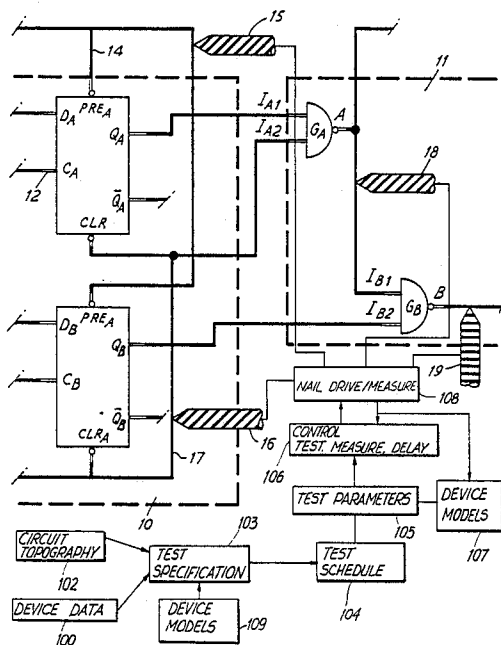 15
11
14
PRE_A
D_A
Q_A
I_A1
A
I_A2
G_A
18
12
C_A
Q̄_A
CLR
I_B1
B
PRE_A
I_B2
G_B
D_B
Q_B
19
C_B
Q̄_B
NAIL DRIVE/MEASURE
108
16
CLR_A
17
CONTROL
TEST, MEASURE, DELAY
106
10
TEST PARAMETERS
105
DEVICE
MODELS
107
CIRCUIT
TOPOGRAPHY
102
103
TEST
SPECIFICATION
TEST
SCHEDULE
104
DEVICE DATA
100
DEVICE
MODELS
109